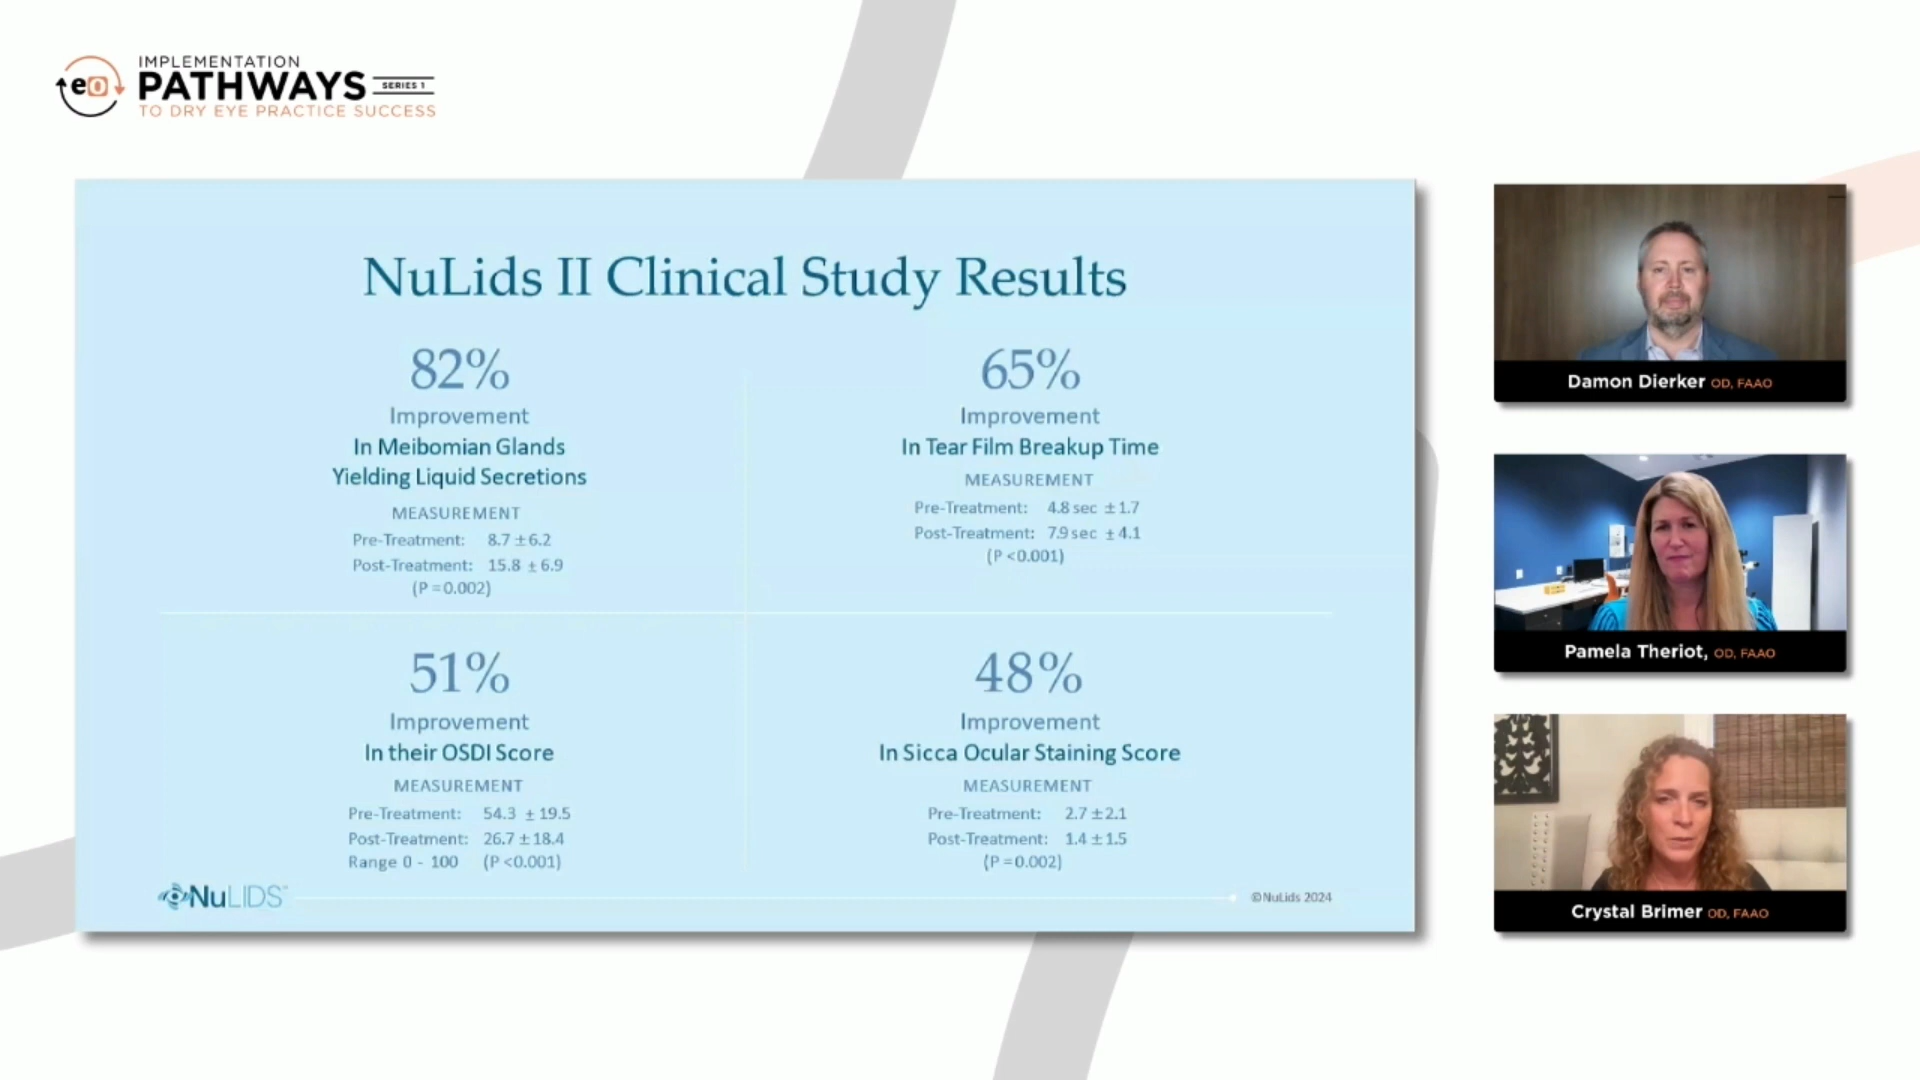 eo
IMPLEMENTATION
PATHWAYS SERIES 1
TO DRY EYE PRACTICE SUCCESS
NuLids II Clinical Study Results
82%
Improvement
In Meibomian Glands
Yielding Liquid Secretions
MEASUREMENT
Pre-Treatment: 8.7 ±6.2
Post-Treatment: 15.8 ±6.9
(P =0.002)
65%
Improvement
In Tear Film Breakup Time
MEASUREMENT
Pre-Treatment: 4.8 sec ±1.7
Post-Treatment: 7.9 sec ±4.1
(P <0.001)
51%
Improvement
In their OSDI Score
MEASUREMENT
Pre-Treatment: 54.3 ±19.5
Post-Treatment: 26.7 ±18.4
Range 0 - 100 (P <0.001)
48%
Improvement
In Sicca Ocular Staining Score
MEASUREMENT
Pre-Treatment: 2.7 ±2.1
Post-Treatment: 1.4 ±1.5
(P =0.002)
NuLIDS™
©NuLids 2024
Damon Dierker OD, FAAO
Pamela Theriot, OD, FAAO
Crystal Brimer OD, FAAO